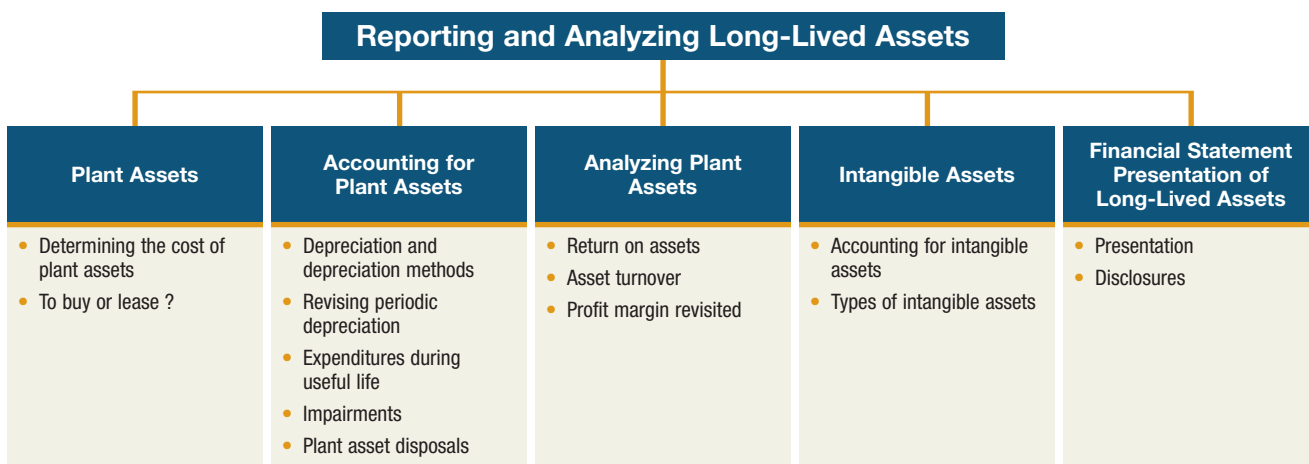 Reporting and Analyzing Long-Lived Assets
Plant Assets
• Determining the cost of
plant assets
• To buy or lease ?
Accounting for
Plant Assets
• Depreciation and
depreciation methods
• Revising periodic
depreciation
• Expenditures during
useful life
• Impairments
• Plant asset disposals
Analyzing Plant
Assets
• Return on assets
• Asset turnover
• Profit margin revisited
Intangible Assets
• Accounting for intangible
assets
• Types of intangible assets
Financial Statement
Presentation of
Long-Lived Assets
• Presentation
• Disclosures